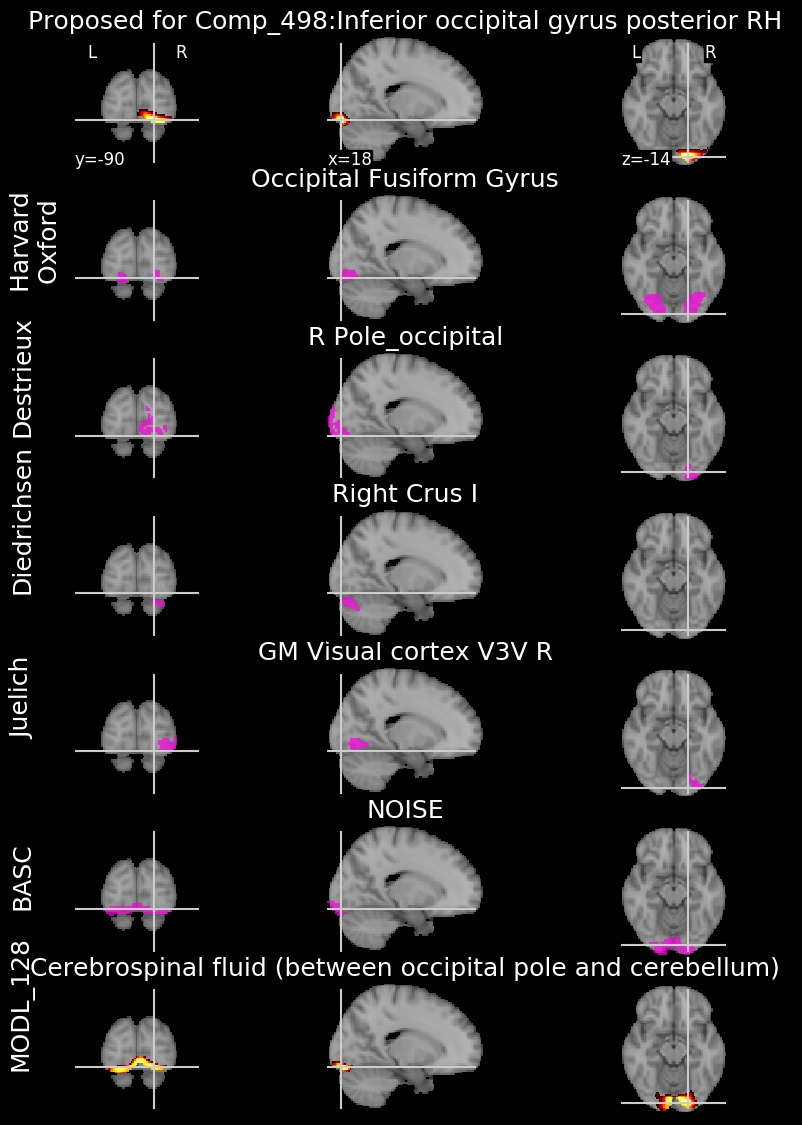 Proposed for Comp_498:Inferior occipital gyrus posterior RH
L R L R
y=-90 x=18 z=-14
Occipital Fusiform Gyrus
Harvard
Oxford
R Pole_occipital
Destrieux
Right Crus I
Diedrichsen
GM Visual cortex V3V R
Juelich
NOISE
BASC
Cerebrospinal fluid (between occipital pole and cerebellum)
MODL_128